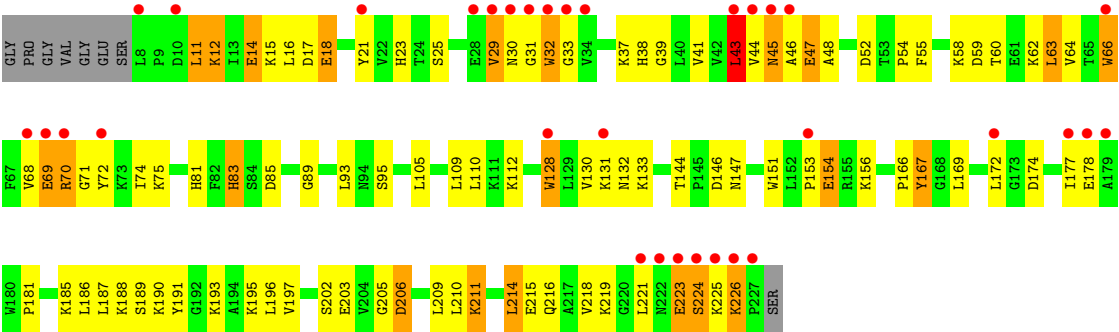 GLY PRO GLY VAL GLY GLU SER L8 P9 D10 L11 K12 I13 E14 K15 L16 D17 E18 Y21 V22 H23 T24 S25 E28 V29 N30 G31 W32 G33 V34 K37 H38 G39 L40 V41 V42 L43 V44 N45 A46 E47 A48 D52 T53 P54 F55 K58 D59 T60 E61 K62 L63 V64 T65 W66
F67 V68 E69 R70 G71 Y72 K73 I74 K75 H81 F82 H83 S84 D85 G89 L93 N94 S95 L105 L109 L110 K111 K112 W128 L129 V130 K131 N132 K133 T144 P145 D146 N147 W151 L152 P153 E154 R155 K156 P166 Y167 G168 L169 L172 G173 D174 I177 E178 A179
W180 P181 K185 L186 L187 K188 S189 K190 Y191 G192 K193 A194 K195 L196 V197 S202 E203 V204 G205 D206 L209 L210 K211 L214 E215 Q216 A217 V218 K219 G220 L221 N222 E223 S224 K225 K226 P227 SER